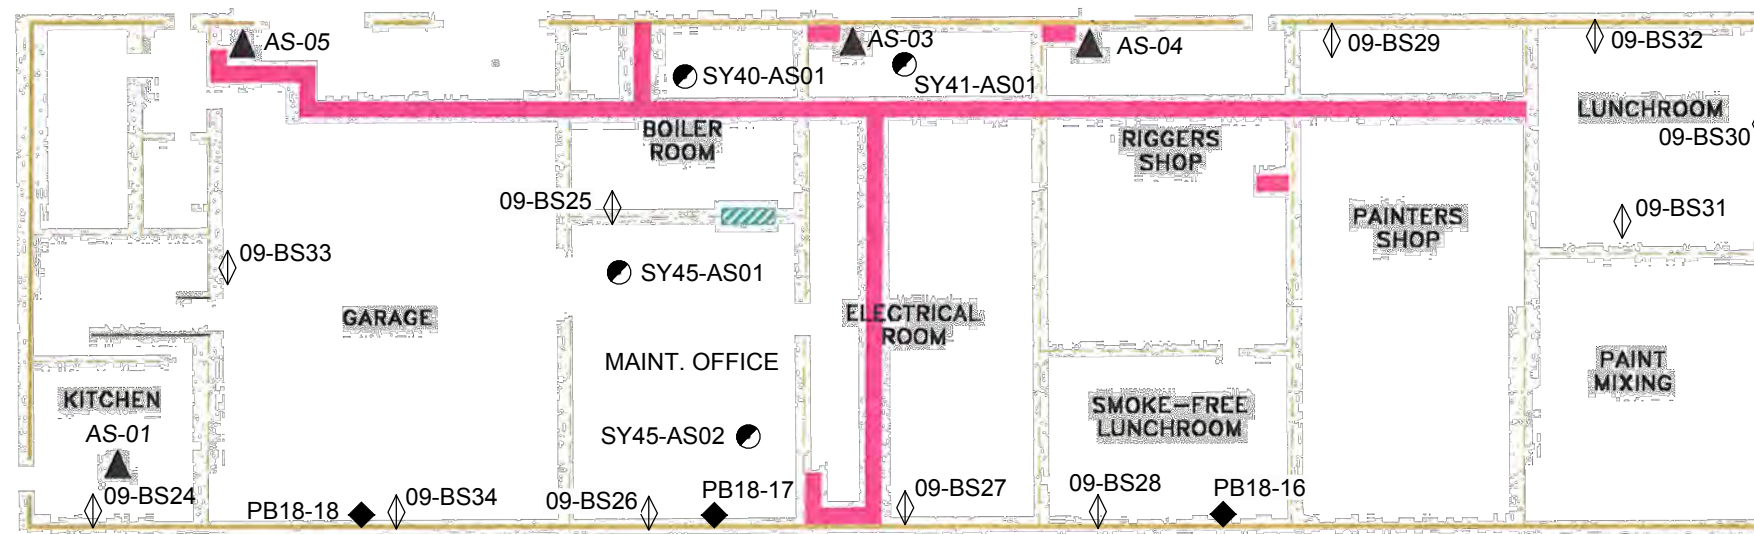 AS-05
AS-03
AS-04
09-BS29
09-BS32
SY40-AS01
SY41-AS01
LUNCHROOM
09-BS30
BOILER
ROOM
RIGGERS
SHOP
09-BS25
09-BS31
PAINTERS
SHOP
09-BS33
SY45-AS01
GARAGE
ELECTRICAL
ROOM
MAINT. OFFICE
PAINT
MIXING
KITCHEN
AS-01
SMOKE-FREE
LUNCHROOM
SY45-AS02
09-BS24
PB18-18
09-BS34
09-BS26
PB18-17
09-BS27
09-BS28
PB18-16